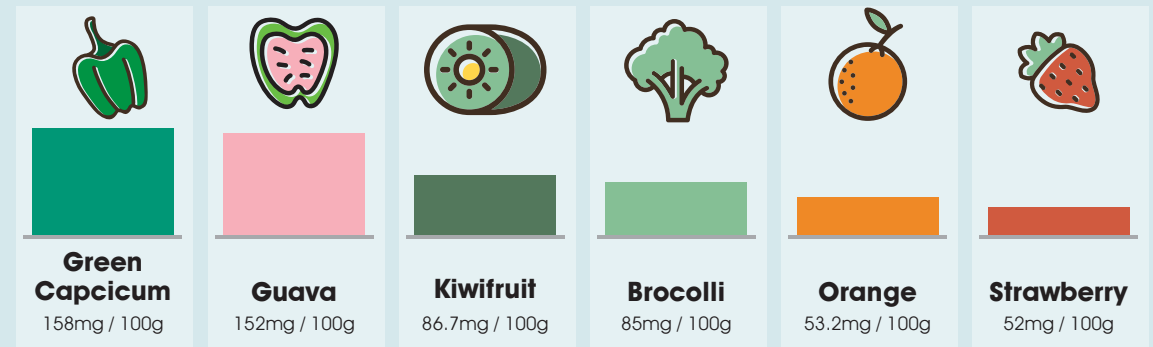 Green
Capcicum
158mg / 100g
Guava
152mg / 100g
Kiwifruit
86.7mg / 100g
Brocolli
85mg / 100g
Orange
53.2mg / 100g
Strawberry
52mg / 100g